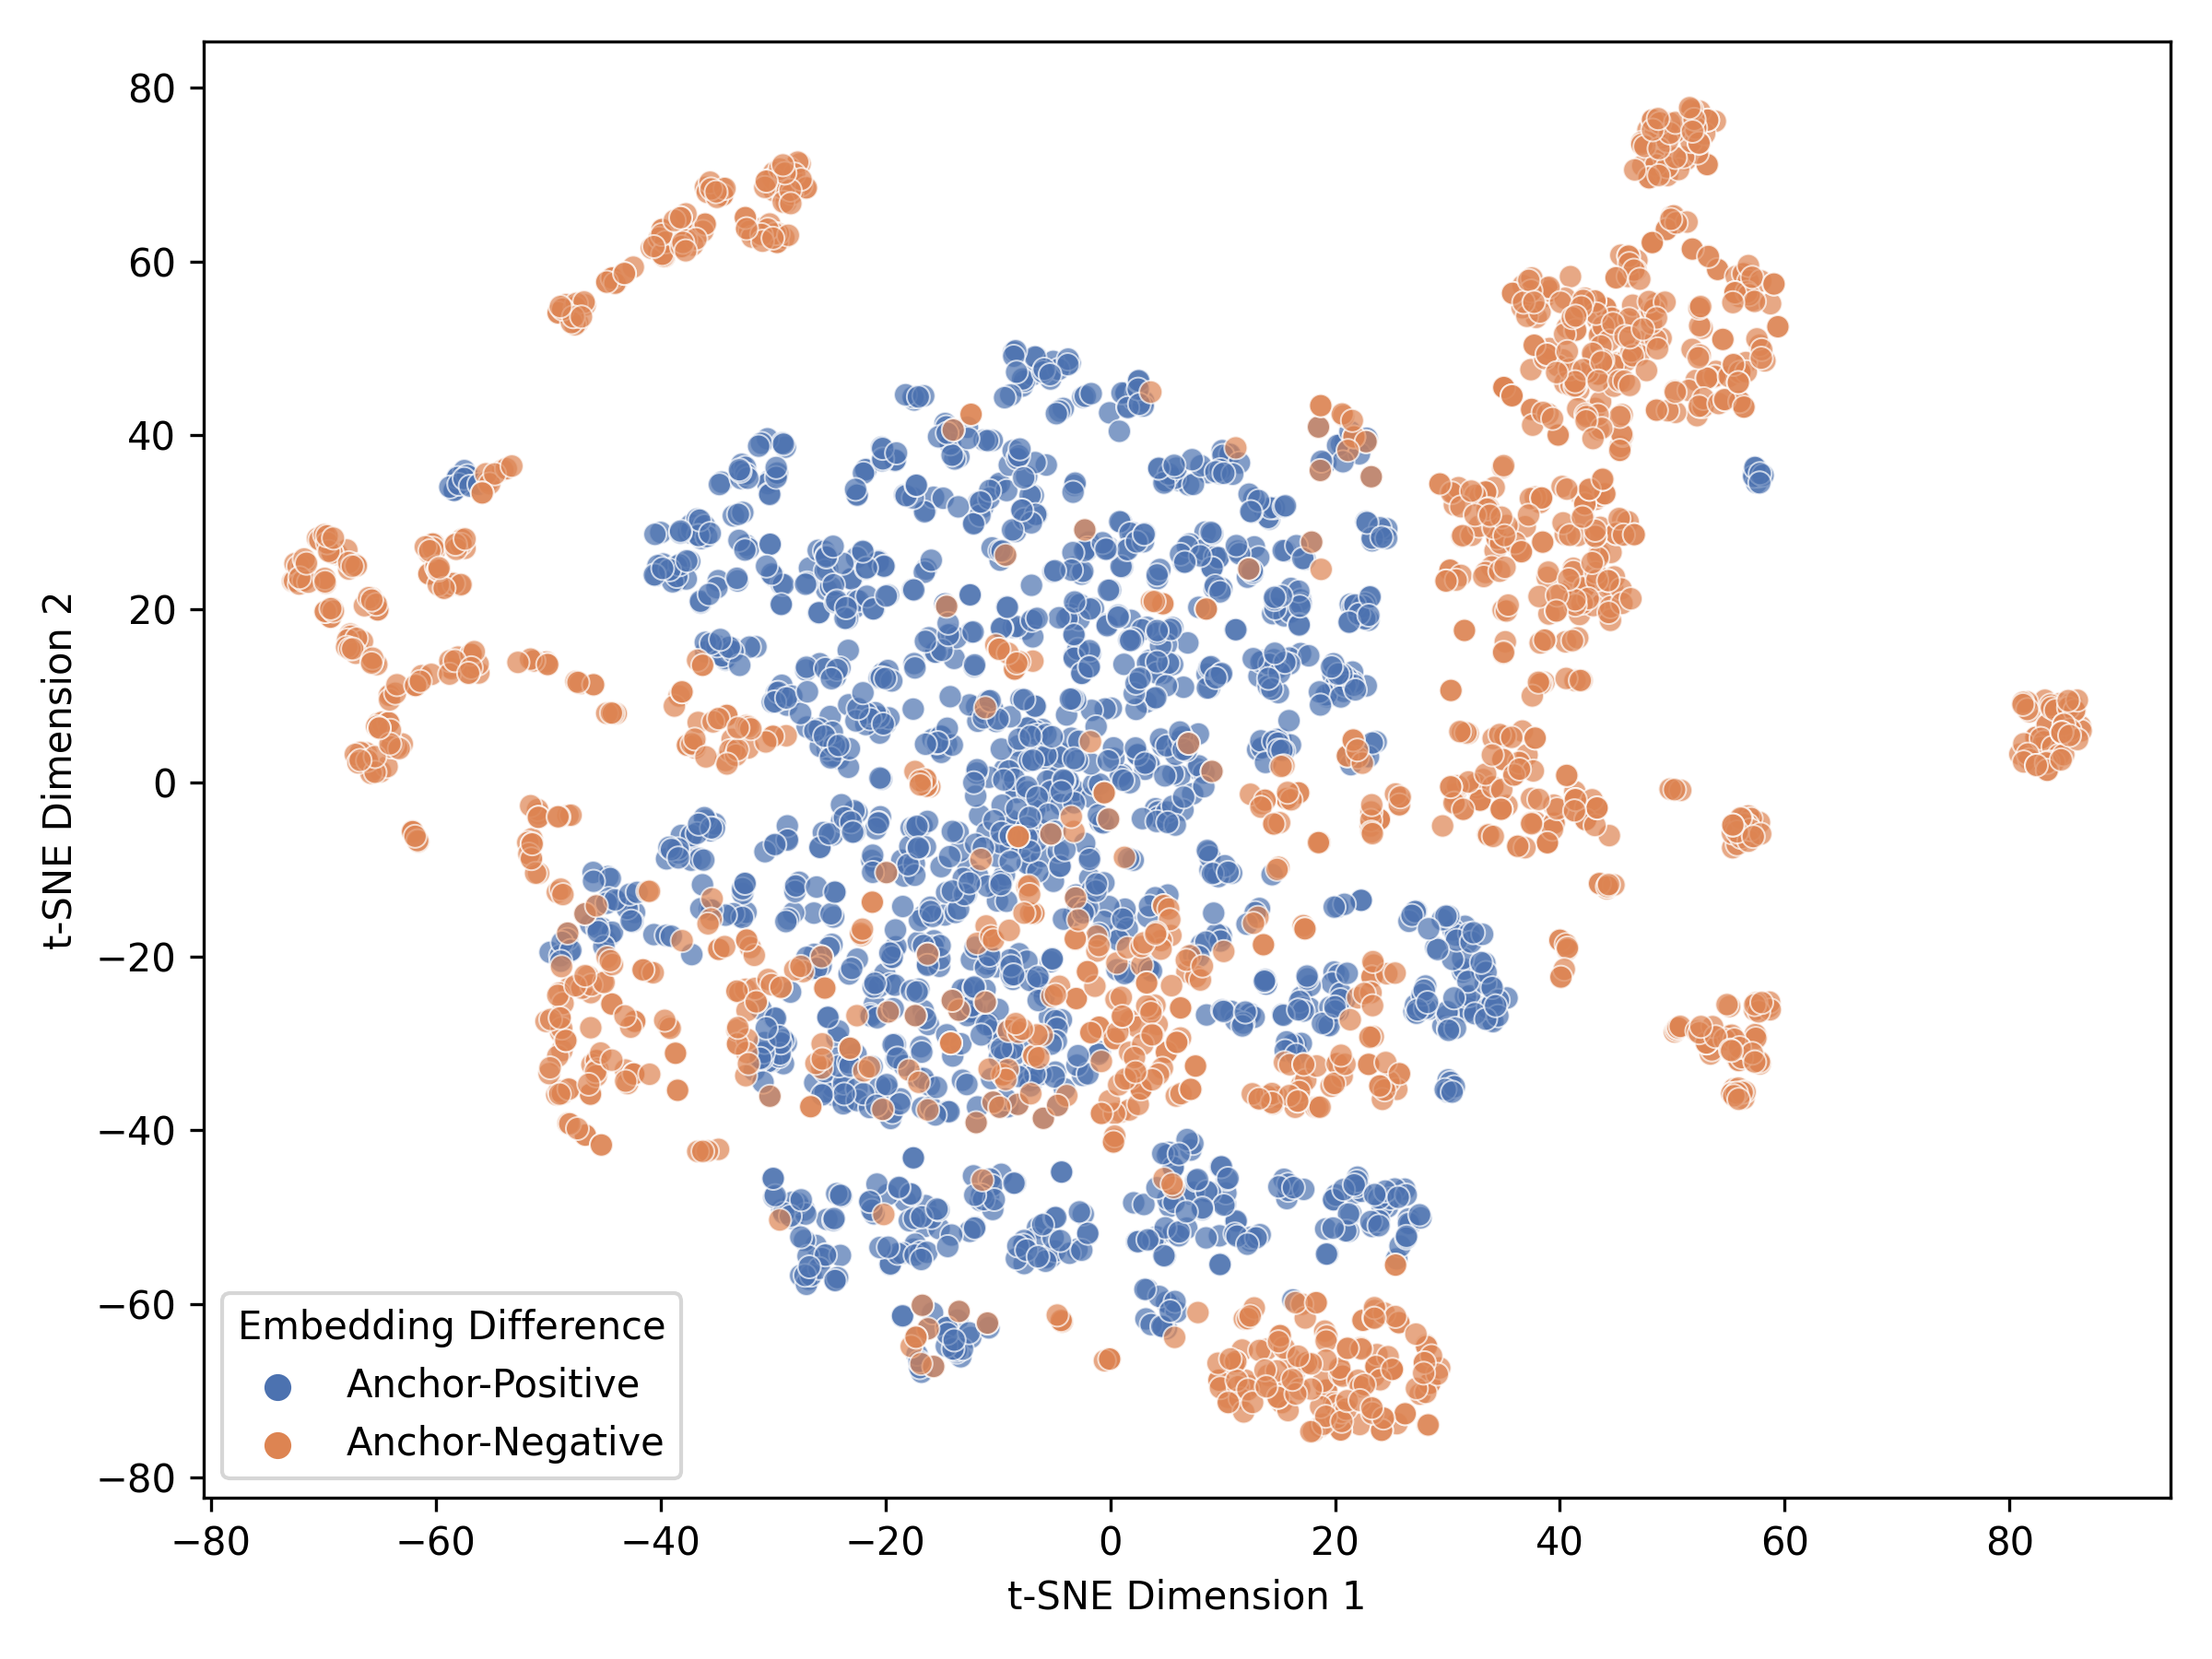 80
60
40
20
0
−20
−40
−60
−80
t-SNE Dimension 2
Embedding Difference
Anchor-Positive
Anchor-Negative
−80 −60 −40 −20 0 20 40 60 80
t-SNE Dimension 1